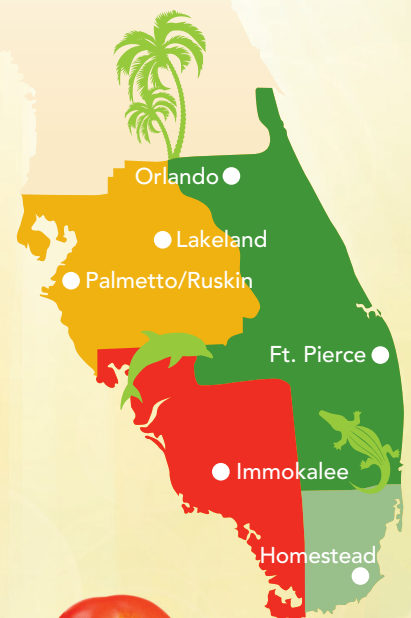 Orlando
Lakeland
Palmetto/Ruskin
Ft. Pierce
Immokalee
Homestead